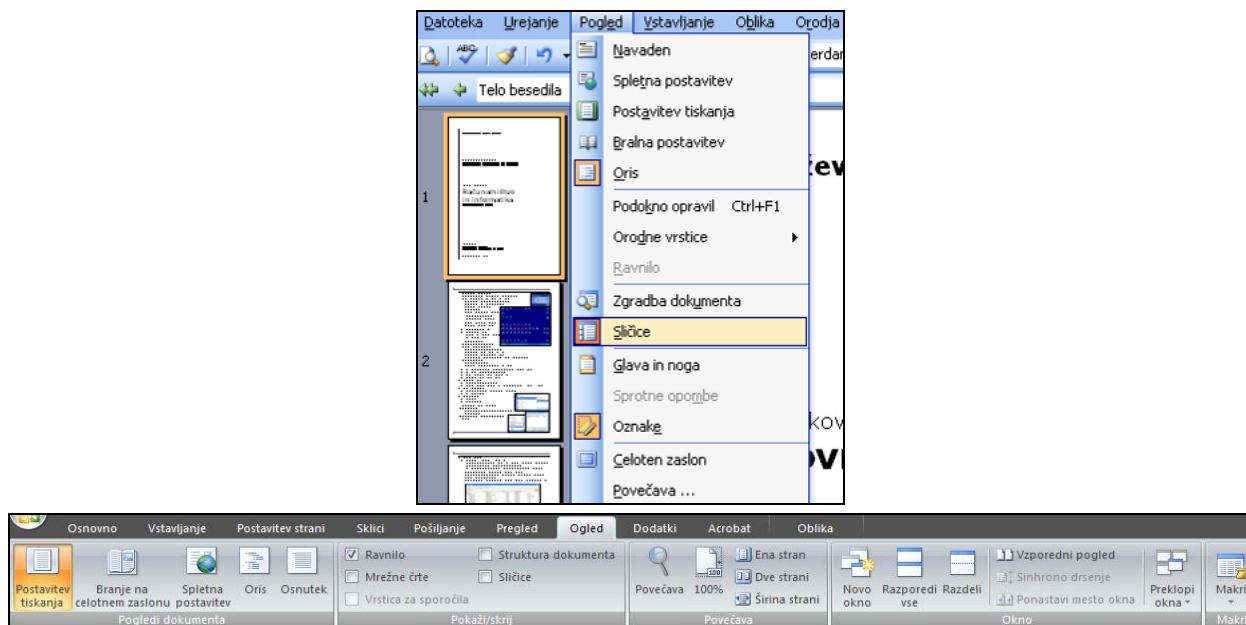 Datoteka Urejanje Pogled Vstavljanje Oblika Orodja
ABC
Telo besedila
Navaden
Spletna postavitev
Postavitev tiskanja
Bralna postavitev
Oris
Podokno opravil Ctrl+F1
Orodne vrstice
Ravnilo
Zgradba dokumenta
Sličice
Glava in noga
Sprotne opombe
Oznake
Celoten zaslon
Povečava ...
1
Računalništvo
in informatika
2
Osnovno Vstavljanje Postavitev strani Sklici Pošiljanje Pregled Ogled Dodatki Acrobat Oblika
Postavitev tiskanja
Branje na celotnem zaslonu
Spletna postavitev
Oris
Osnutek
Pogledi dokumenta
Ravnilo
Mrežne črte
Vrstica za sporočila
Struktura dokumenta
Sličice
Pokaži/skrij
Povečava
100%
Ena stran
Dve strani
Širina strani
Povečava
Novo okno
Razporedi vse
Razdeli
Vzporedni pogled
Sinhrono drsenje
Ponastavi mesto okna
Preklopi okna
Okno
Makri
Makri